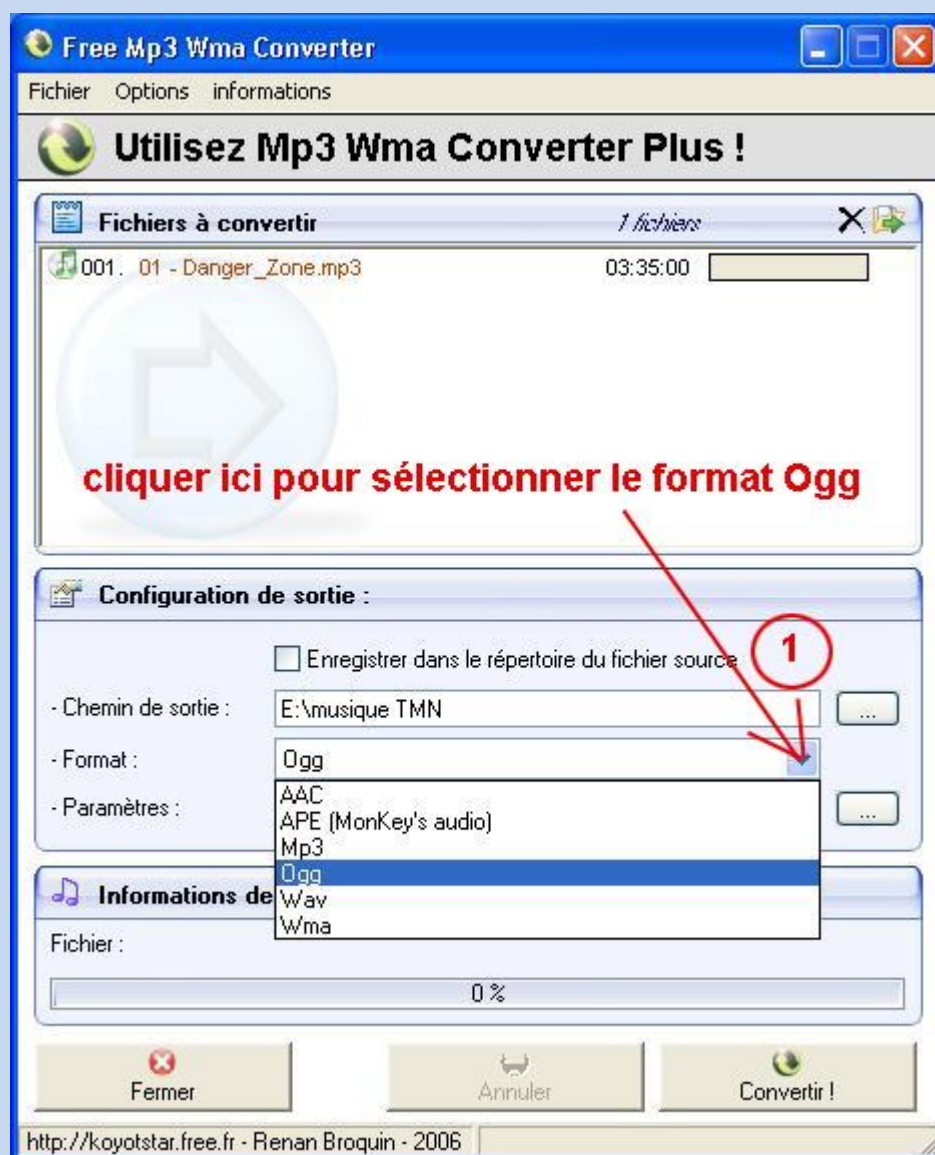 Free Mp3 Wma Converter
Fichier Options informations
Utilisez Mp3 Wma Converter Plus !
Fichiers à convertir 1 fichiers
001. 01 - Danger_Zone.mp3 03:35:00
cliquer ici pour sélectionner le format Ogg
Configuration de sortie :
1
Enregistrer dans le répertoire du fichier source
- Chemin de sortie : E:\musique TMN ...
- Format : Ogg
AAC
- Paramètres : APE (MonKey's audio) ...
Mp3
Ogg
Informations de Wav
Wma
Fichier :
0 %
Fermer Annuler Convertir !
http://koyotstar.free.fr - Renan Broquin - 2006